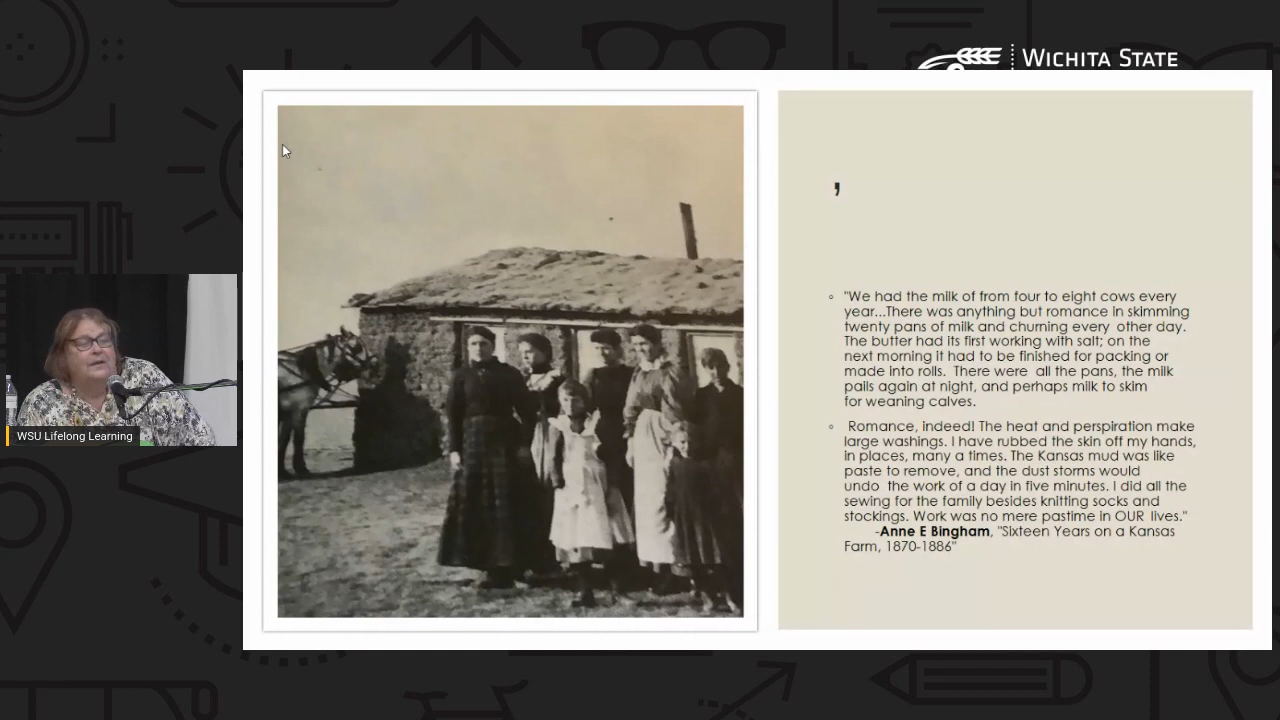 WICHITA STATE
,
"We had the milk of from four to eight cows every
year...There was anything but romance in skimming
twenty pans of milk and churning every other day.
The butter had its first working with salt; on the
next morning it had to be finished for packing or
made into rolls. There were all the pans, the milk
pails again at night, and perhaps milk to skim
for weaning calves.
Romance, indeed! The heat and perspiration make
large washings. I have rubbed the skin off my hands,
in places, many a times. The Kansas mud was like
paste to remove, and the dust storms would
undo the work of a day in five minutes. I did all the
sewing for the family besides knitting socks and
stockings. Work was no mere pastime in OUR lives."
-Anne E Bingham, "Sixteen Years on a Kansas
Farm, 1870-1886"
WSU Lifelong Learning